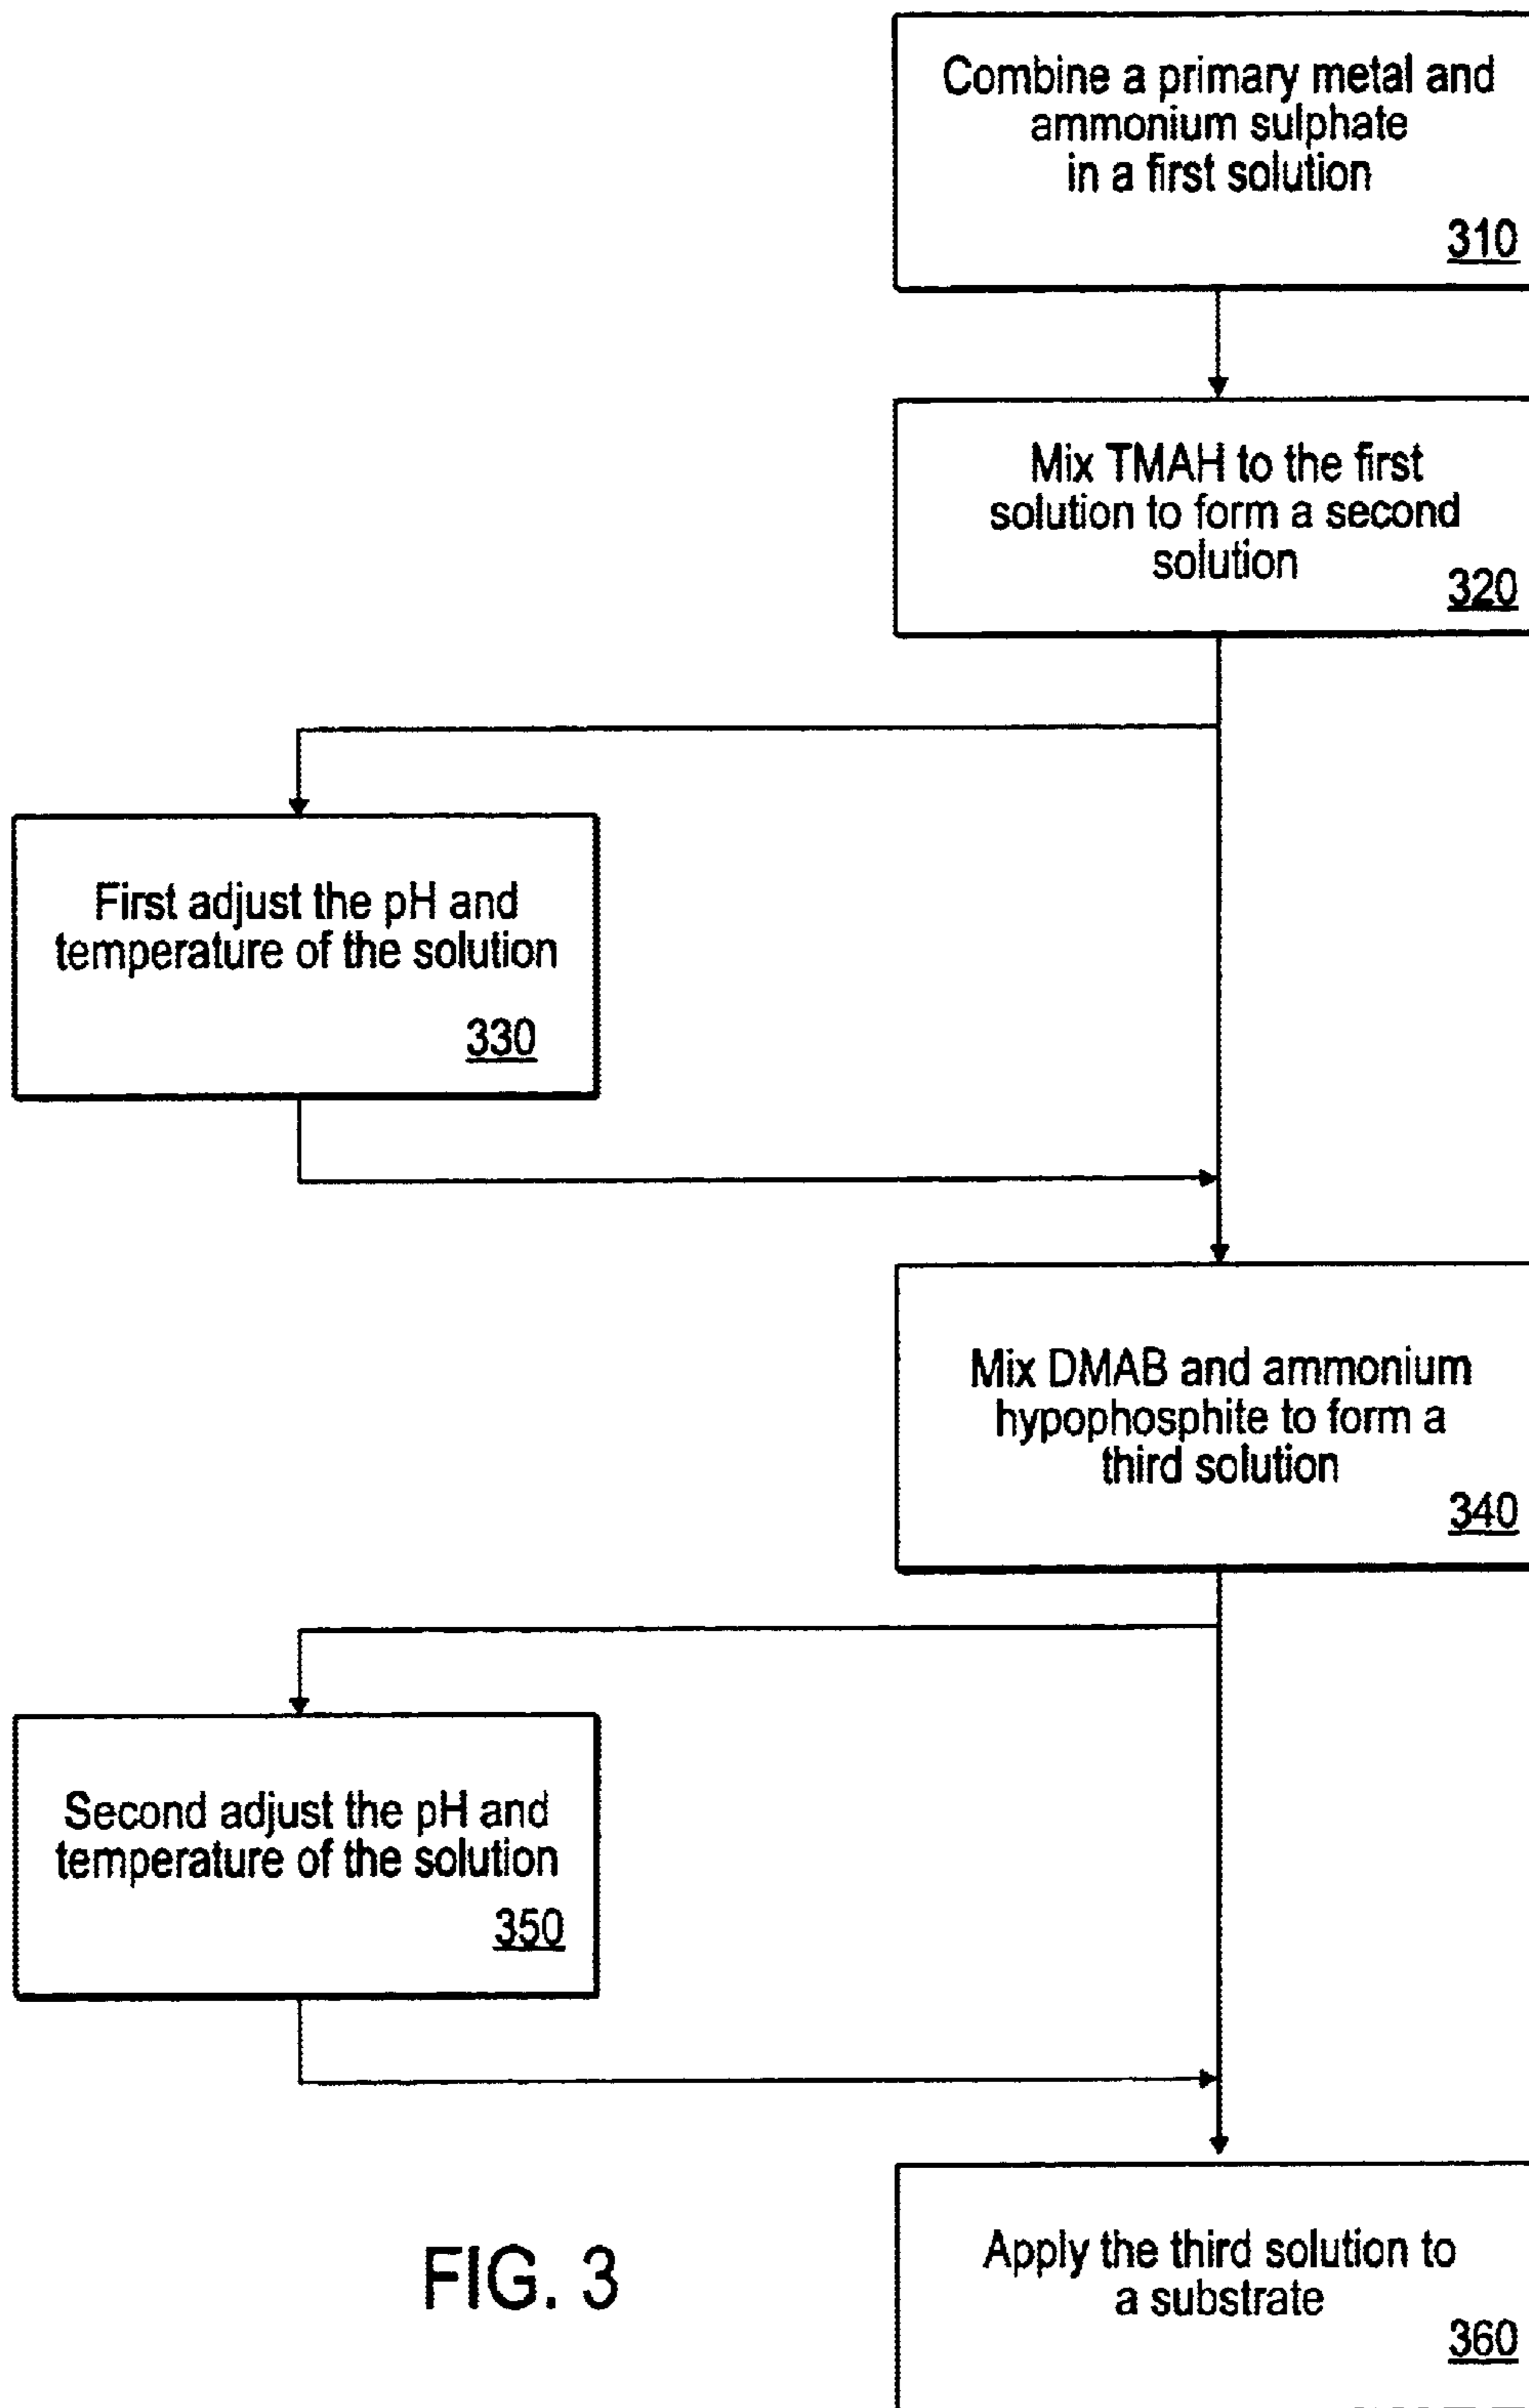 Combine a primary metal and
ammonium sulphate
in a first solution
310
Mix TMAH to the first
solution to form a second
solution
320
First adjust the pH and
temperature of the solution
330
Mix DMAB and ammonium
hypophosphite to form a
third solution
340
Second adjust the pH and
temperature of the solution
350
Apply the third solution to
a substrate
360
FIG. 3